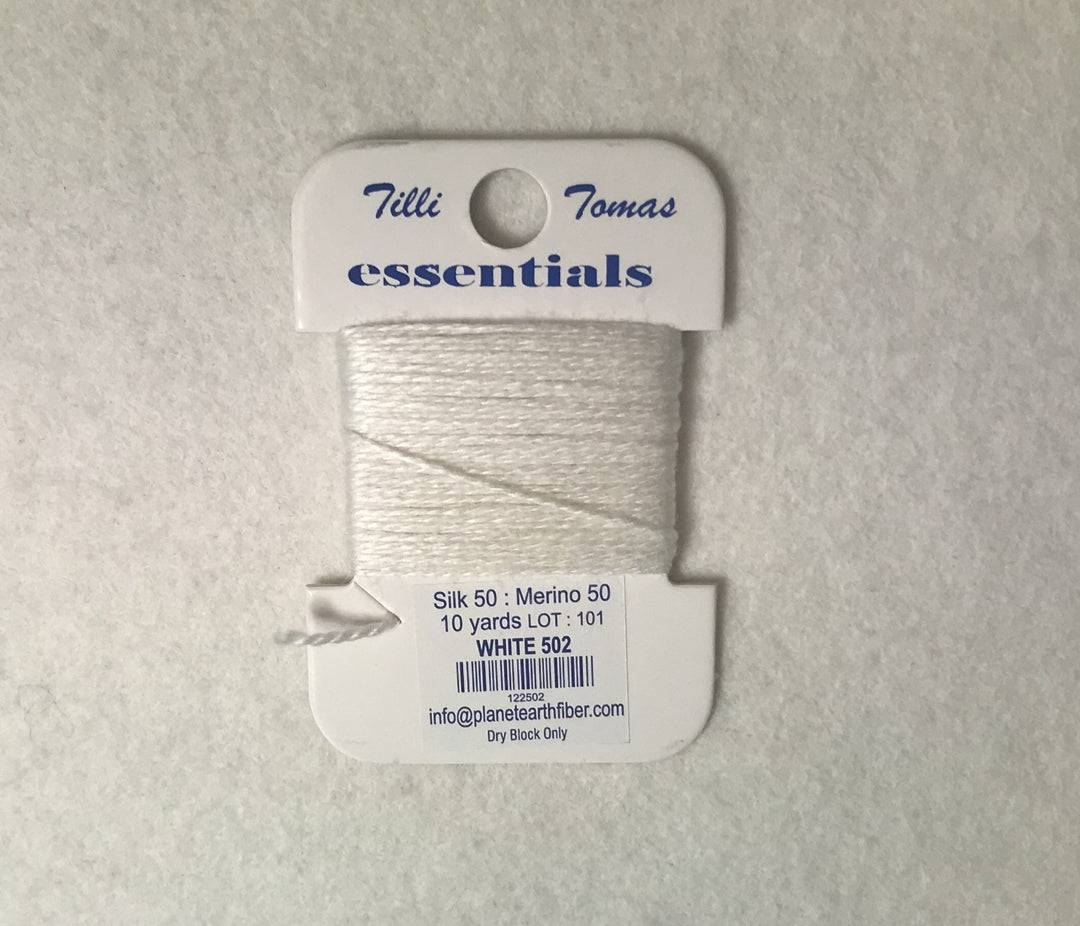 Tilli Tomas
essentials
Silk 50 : Merino 50
10 yards LOT : 101
WHITE 502
122502
info@planetearthfiber.com
Dry Block Only